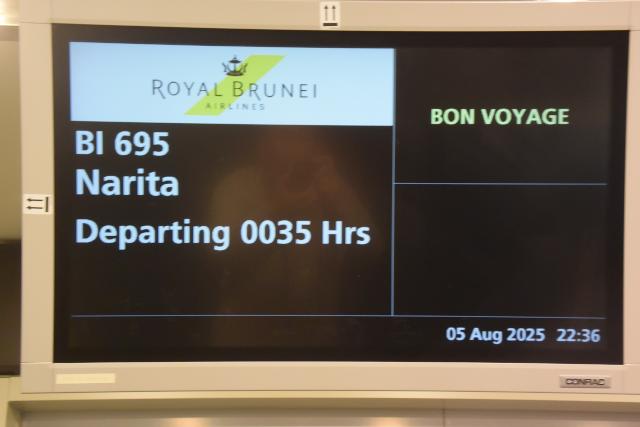 ROYAL BRUNEI
AIRLINES
BI 695
Narita
Departing 0035 Hrs
BON VOYAGE
05 Aug 2025 22:36
CONRAC